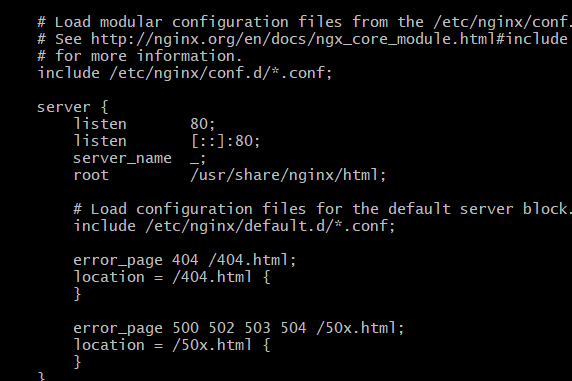 # Load modular configuration files from the /etc/nginx/conf.
# See http://nginx.org/en/docs/ngx_core_module.html#include
# for more information.
include /etc/nginx/conf.d/*.conf;
server {
listen 80;
listen [::]:80;
server_name _;
root /usr/share/nginx/html;
# Load configuration files for the default server block.
include /etc/nginx/default.d/*.conf;
error_page 404 /404.html;
location = /404.html {
}
error_page 500 502 503 504 /50x.html;
location = /50x.html {
}
}